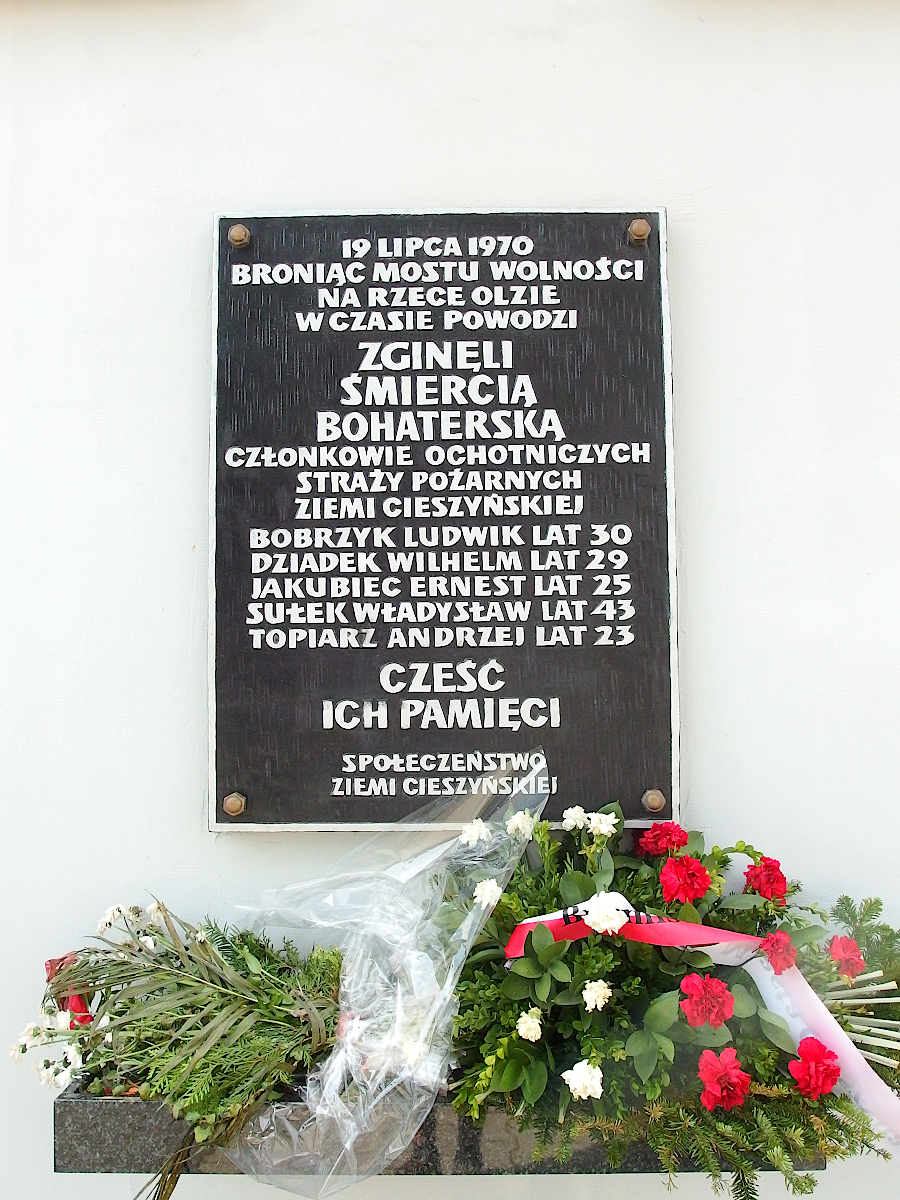 19 LIPCA 1970
BRONIĄC MOSTU WOLNOŚCI
NA RZECE OLZIE
W CZASIE POWODZI
ZGINĘLI
ŚMIERCIĄ
BOHATERSKĄ
CZŁONKOWIE OCHOTNICZYCH
STRAŻY POŻARNYCH
ZIEMI CIESZYŃSKIEJ
BOBRZYK LUDWIK LAT 30
DZIADEK WILHELM LAT 29
JAKUBIEC ERNEST LAT 25
SUŁEK WŁADYSŁAW LAT 43
TOPIARZ ANDRZEJ LAT 23
CZEŚĆ
ICH PAMIĘCI
SPOŁECZEŃSTWO
ZIEMI CIESZYŃSKIEJ